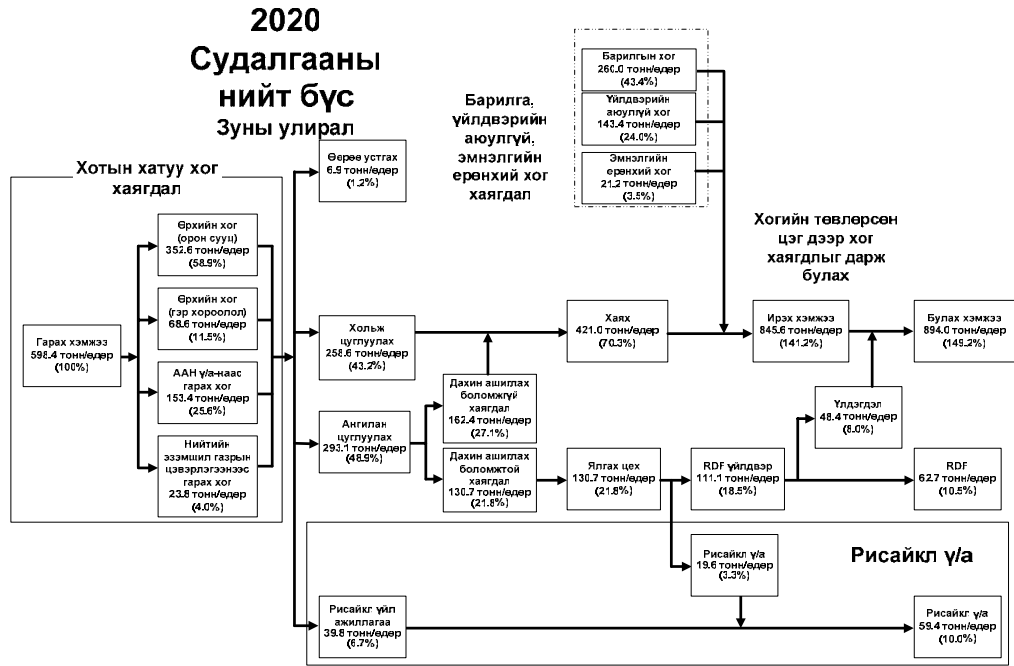 2020
Судалгааны
нийт бүс
Зуны улирал
Хотын хатуу хог
хаягдал
Гарах хэмжээ
598.4 тонн/өдөр
(100%)
Өрхийн хог
(орон сууц)
352.6 тонн/өдөр
(58.9%)
Өрхийн хог
(гэр хороолол)
68.6 тонн/өдөр
(11.5%)
ААН ү/а-наас
гарах хог
153.4 тонн/өдөр
(25.6%)
Нийтийн
эзэмшил газрын
цэвэрлэгээнээс
гарах хог
23.8 тонн/өдөр
(4.0%)
Өөрөө устгах
6.9 тонн/өдөр
(1.2%)
Хольж
цуглуулах
258.6 тонн/өдөр
(43.2%)
Ангилан
цуглуулах
293.1 тонн/өдөр
(48.9%)
Дахин ашиглах
боломжгүй
хаягдал
162.4 тонн/өдөр
(27.1%)
Дахин ашиглах
боломжтой
хаягдал
130.7 тонн/өдөр
(21.8%)
Барилга,
үйлдвэрийн
аюулгүй,
эмнэлгийн
ерөнхий хог
хаягдал
Барилгын хог
260.0 тонн/өдөр
(43.4%)
Үйлдвэрийн
аюулгүй хог
143.4 тонн/өдөр
(24.0%)
Эмнэлгийн
ерөнхий хог
21.2 тонн/өдөр
(3.5%)
Хаях
421.0 тонн/өдөр
(70.3%)
Ялгах цех
130.7 тонн/өдөр
(21.8%)
Хогийн төвлөрсөн
цэг дээр хог
хаягдлыг дарж
булах
Ирэх хэмжээ
845.6 тонн/өдөр
(141.2%)
Булах хэмжээ
894.0 тонн/өдөр
(149.2%)
Үлдэгдэл
48.4 тонн/өдөр
(8.0%)
RDF үйлдвэр
111.1 тонн/өдөр
(18.5%)
RDF
62.7 тонн/өдөр
(10.5%)
Рисайкл ү/а
Рисайкл ү/а
19.6 тонн/өдөр
(3.3%)
Рисайкл үйл
ажиллагаа
39.8 тонн/өдөр
(6.7%)
Рисайкл ү/а
59.4 тонн/өдөр
(10.0%)